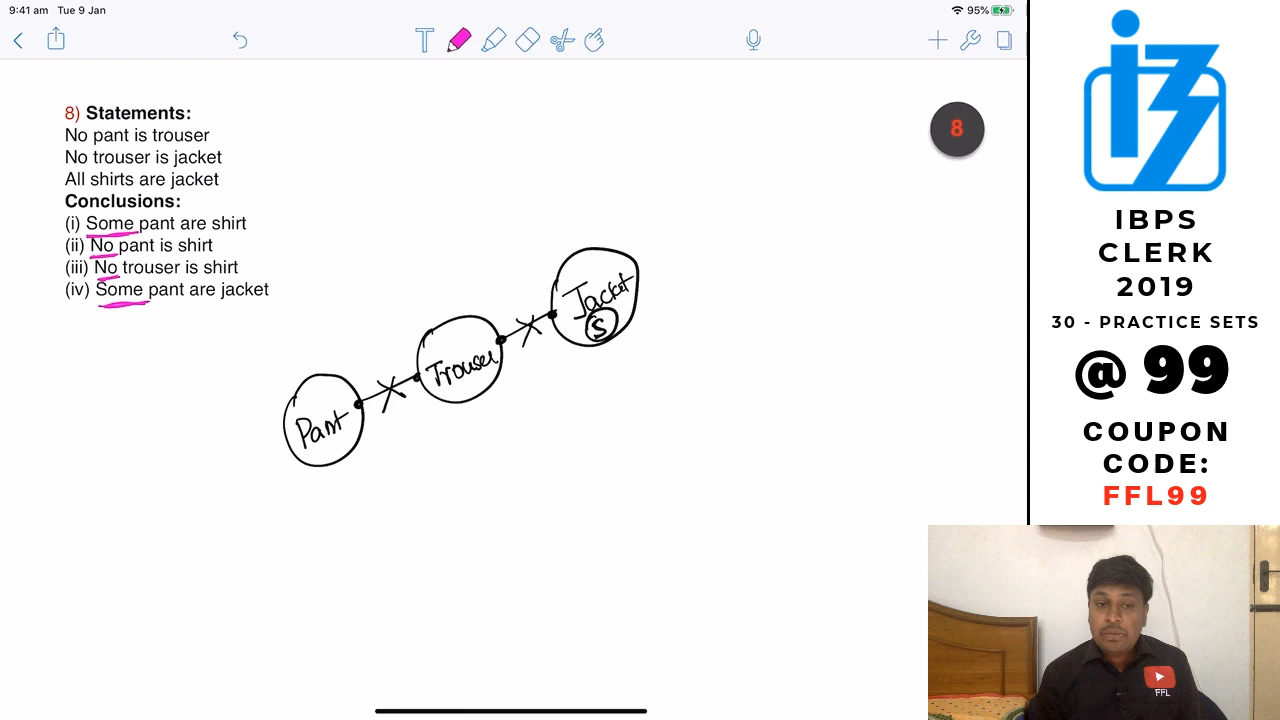 9:41 am Tue 9 Jan
95%
8) Statements:
No pant is trouser
No trouser is jacket
All shirts are jacket
Conclusions:
(i) Some pant are shirt
(ii) No pant is shirt
(iii) No trouser is shirt
(iv) Some pant are jacket
8
Jacket
S
Trouser
Pant
IBPS
CLERK
2019
30 - PRACTICE SETS
@ 99
COUPON
CODE:
FFL99
FFL